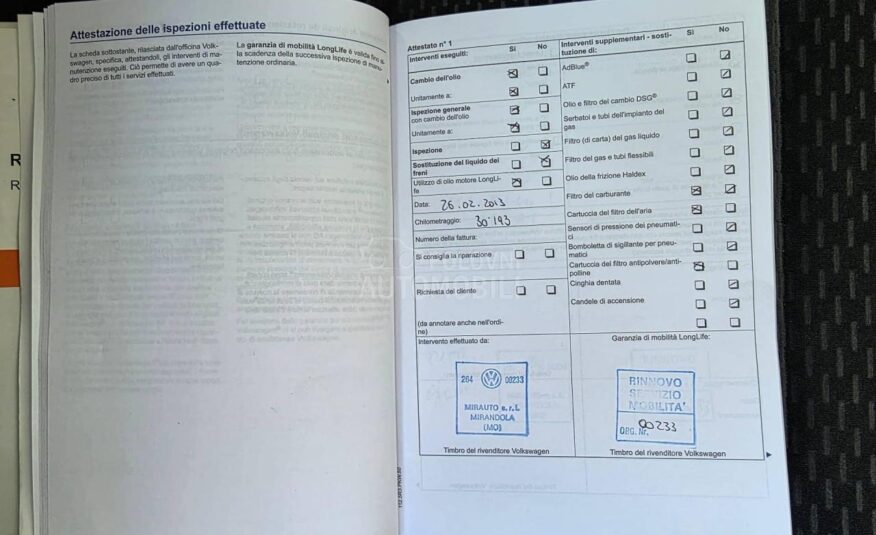 R
R
Attestazione delle ispezioni effettuate
La scheda sottostante, rilasciata dall'officina Volk-
swagen, specifica, attestandoli, gli interventi di ma-
nutenzione eseguiti. Ciò permette di avere un qua-
dro preciso di tutti i servizi effettuati.
La garanzia di mobilità LongLife è valida fino al-
la scadenza della successiva ispezione di manu-
tenzione ordinaria.
Attestato n° 1
Interventi eseguiti: Sì No
Cambio dell'olio
Unitamente a:
Ispezione generale
con cambio dell'olio
Unitamente a:
Ispezione
Sostituzione del liquido dei
freni
Utilizzo di olio motore LongLi-
fe
Data: 26.02.2013
Chilometraggio: 30'193
Numero della fattura:
Si consiglia la riparazione
Richiesta del cliente
(da annotare anche nell'ordi-
ne)
Interventi supplementari - sosti-
tuzione di: Sì No
AdBlue®
ATF
Olio e filtro del cambio DSG®
Serbatoi e tubi dell'impianto del
gas
Filtro (di carta) del gas liquido
Filtro del gas e tubi flessibili
Olio della frizione Haldex
Filtro del carburante
Cartuccia del filtro dell'aria
Sensori di pressione dei pneumati-
ci
Bomboletta di sigillante per pneu-
matici
Cartuccia del filtro antipolvere/anti-
polline
Cinghia dentata
Candele di accensione
Intervento effettuato da:
264 00233
MIRAUTO s.r.l.
MIRANDOLA
(MO)
Timbro del rivenditore Volkswagen
Garanzia di mobilità LongLife:
RINNOVO
SERVIZIO
MOBILITA'
ORG. Nr. 00233
Timbro del rivenditore Volkswagen
AUTOMOBILI